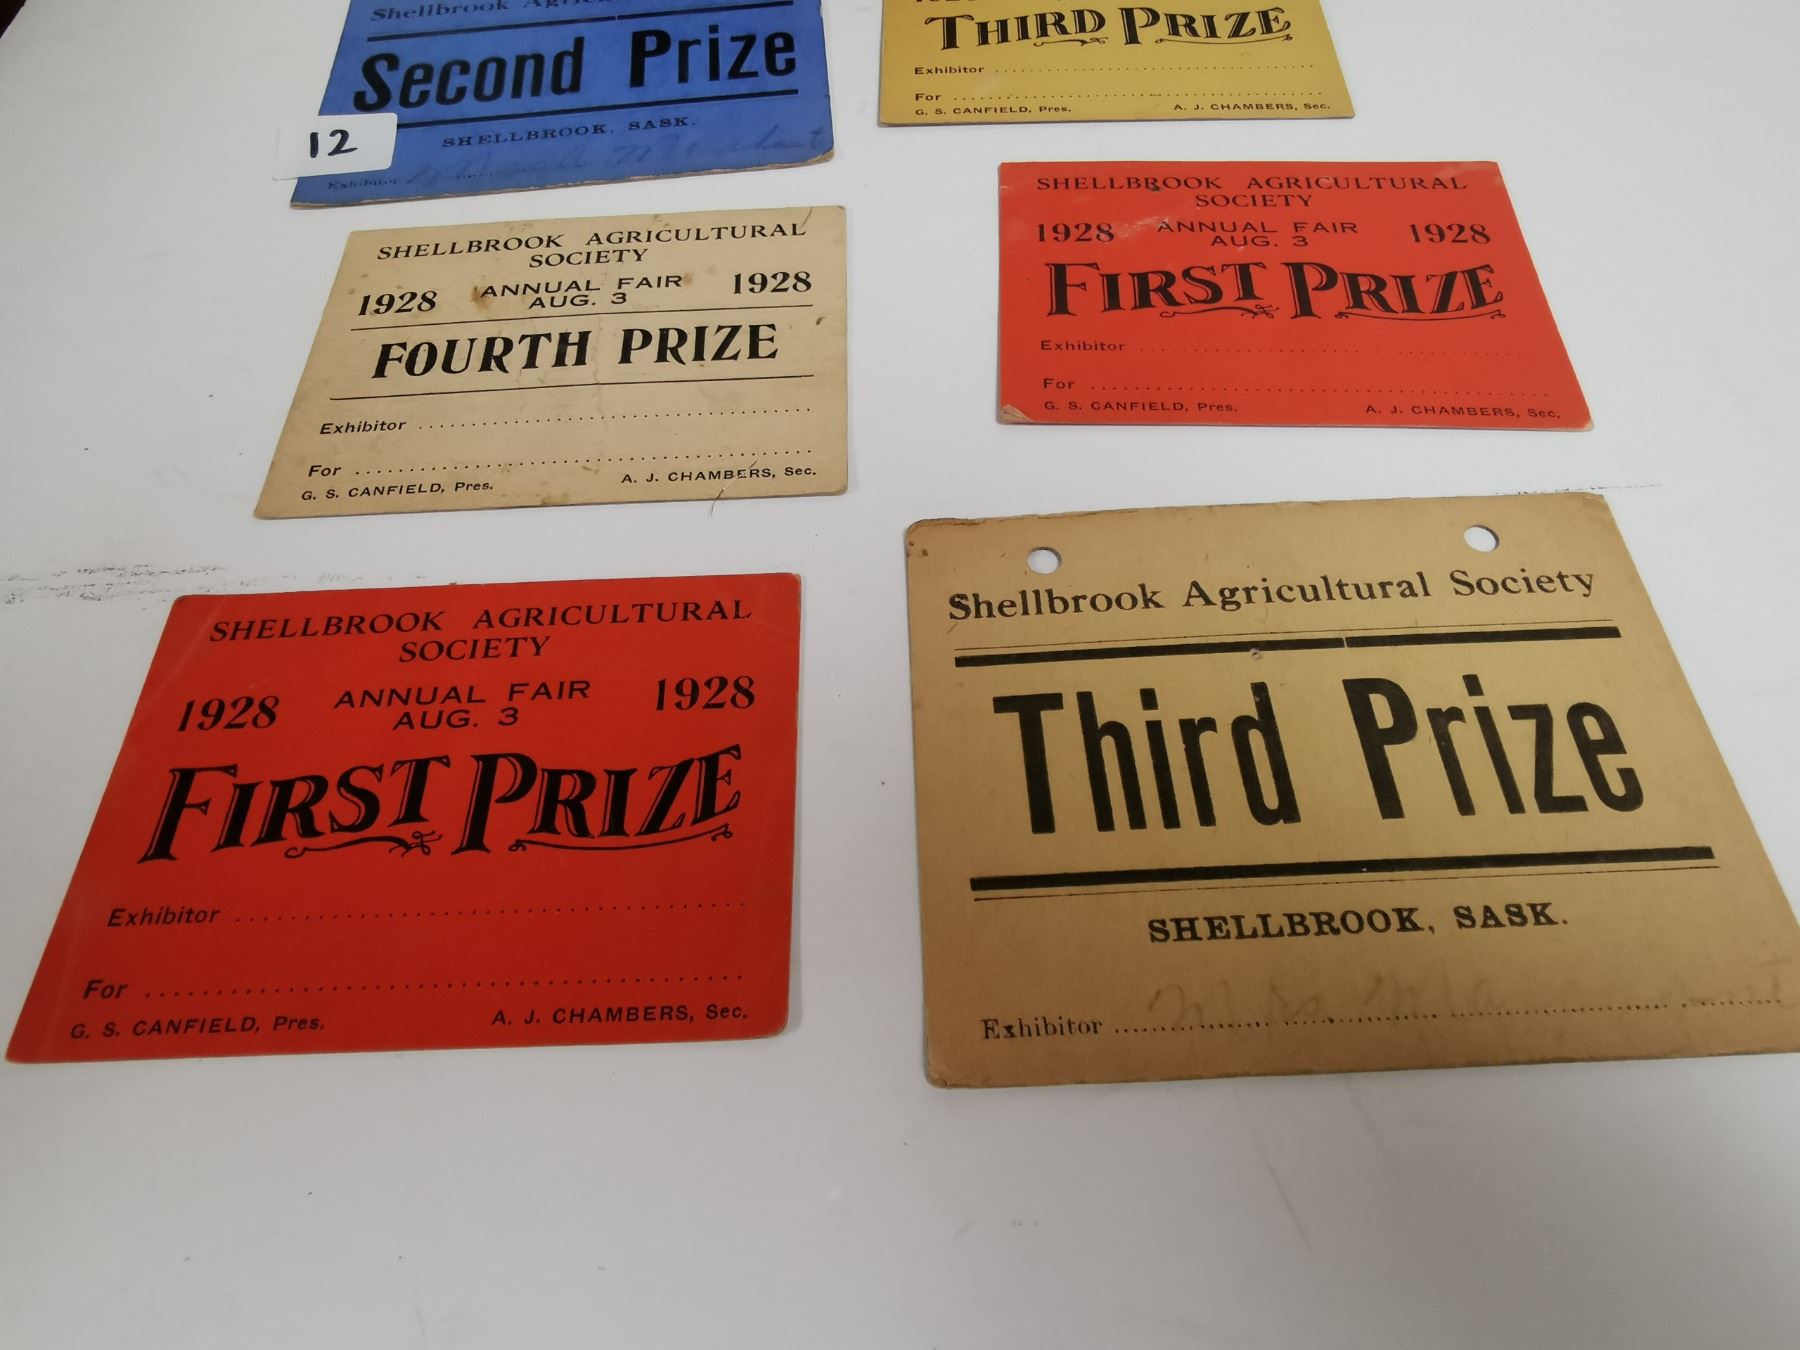 Shellbrook
Second Prize
SHELLBROOK, SASK.
Exhibitor
12
THIRD PRIZE
Exhibitor
For
G. S. CANFIELD, Pres. A. J. CHAMBERS, Sec.
SHELLBROOK AGRICULTURAL
SOCIETY
1928 ANNUAL FAIR 1928
AUG. 3
FOURTH PRIZE
Exhibitor
For
G. S. CANFIELD, Pres. A. J. CHAMBERS, Sec.
SHELLBROOK AGRICULTURAL
SOCIETY
1928 ANNUAL FAIR 1928
AUG. 3
FIRST PRIZE
Exhibitor
For
G. S. CANFIELD, Pres. A. J. CHAMBERS, Sec.
SHELLBROOK AGRICULTURAL
SOCIETY
1928 ANNUAL FAIR 1928
AUG. 3
FIRST PRIZE
Exhibitor
For
G. S. CANFIELD, Pres. A. J. CHAMBERS, Sec.
Shellbrook Agricultural Society
Third Prize
SHELLBROOK, SASK.
Exhibitor Mrs